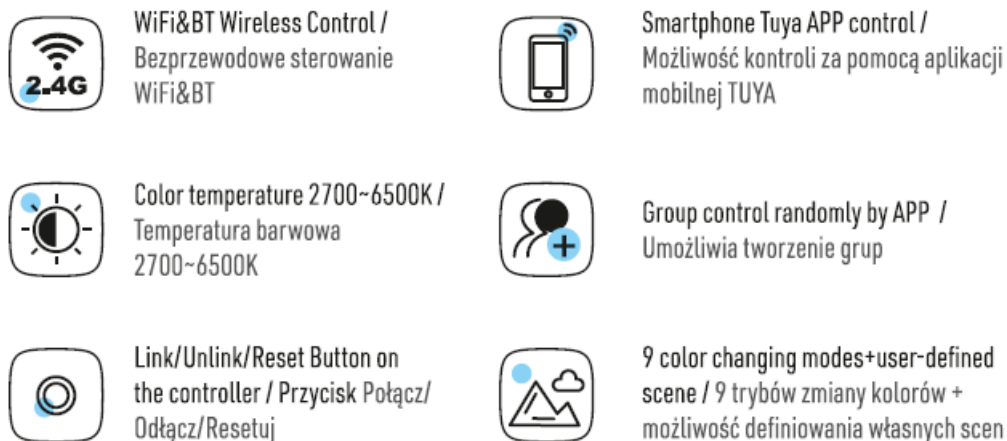 2.4G
WiFi&BT Wireless Control /
Bezprzewodowe sterowanie
WiFi&BT
Smartphone Tuya APP control /
Możliwość kontroli za pomocą aplikacji
mobilnej TUYA
Color temperature 2700~6500K /
Temperatura barwowa
2700~6500K
Group control randomly by APP /
Umożliwia tworzenie grup
Link/Unlink/Reset Button on
the controller / Przycisk Połącz/
Odłącz/Resetuj
9 color changing modes+user-defined
scene / 9 trybów zmiany kolorów +
możliwość definiowania własnych scen